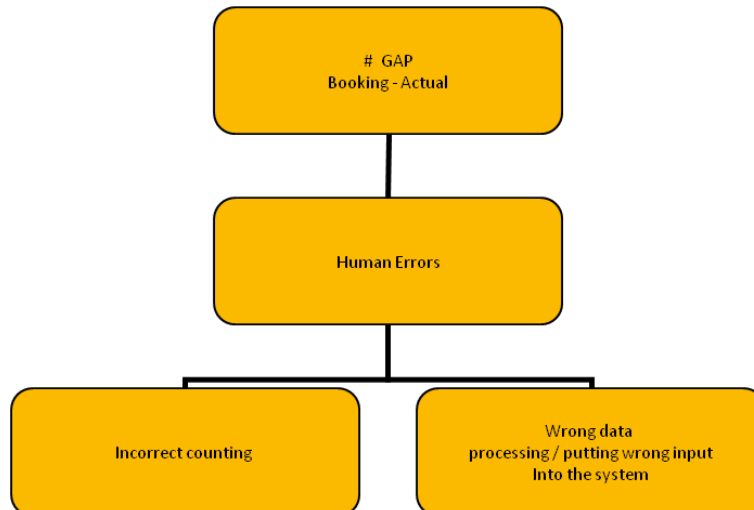 # GAP
Booking - Actual
Human Errors
Incorrect counting
Wrong data
processing / putting wrong input
Into the system